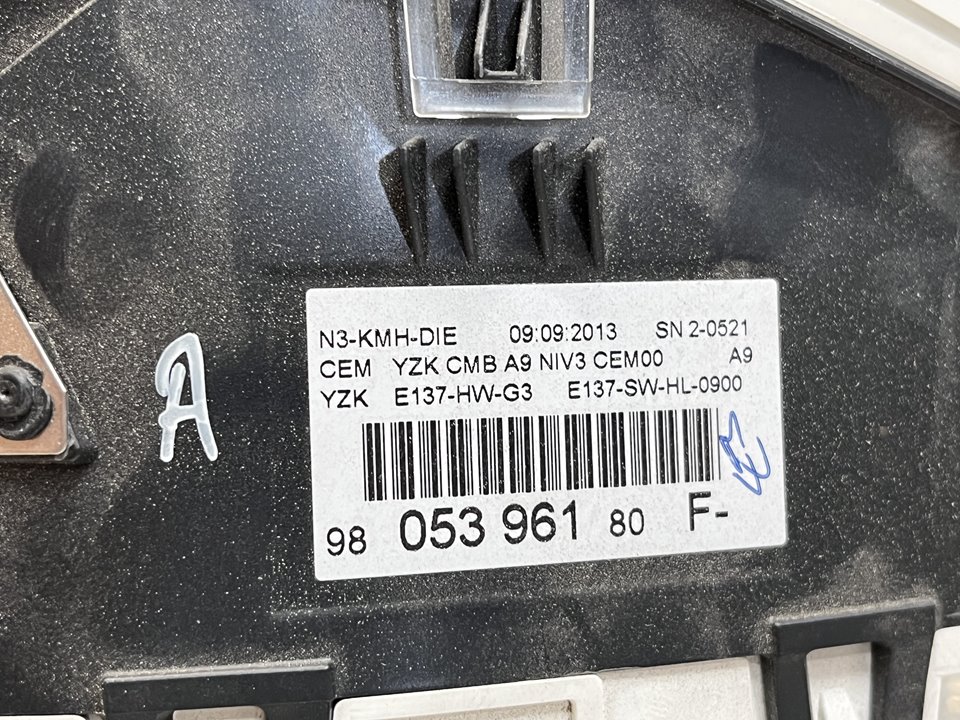 N3-KMH-DIE 09:09:2013 SN 2-0521
CEM YZK CMB A9 NIV3 CEM00 A9
YZK E137-HW-G3 E137-SW-HL-0900
98 053 961 80 F-
A